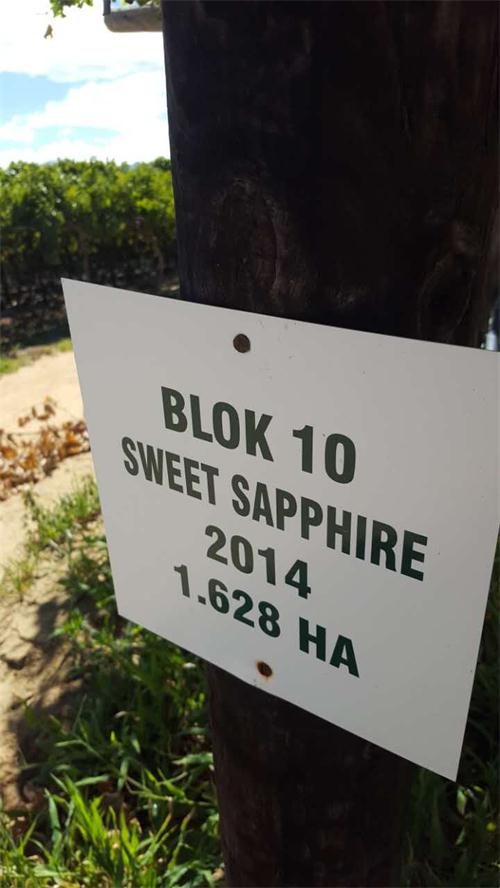 BLOK 10
SWEET SAPPHIRE
2014
1.628 HA